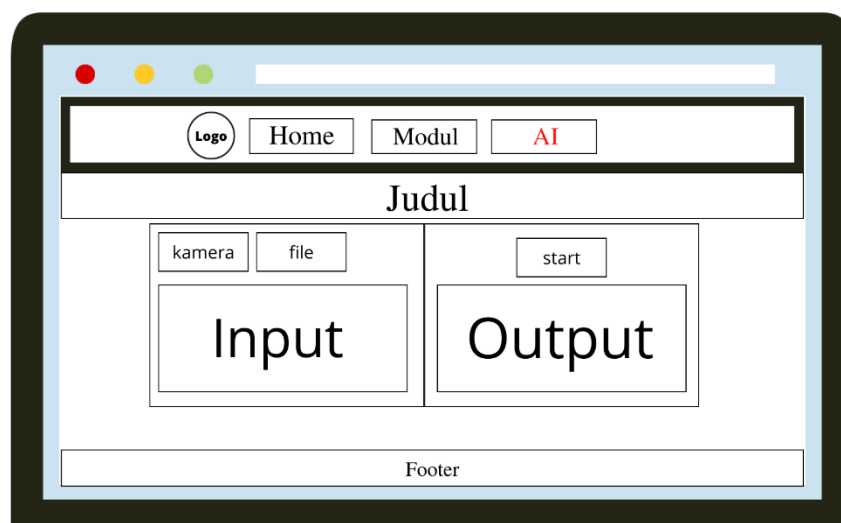 Logo Home Modul AI
Judul
kamera file start
Input Output
Footer